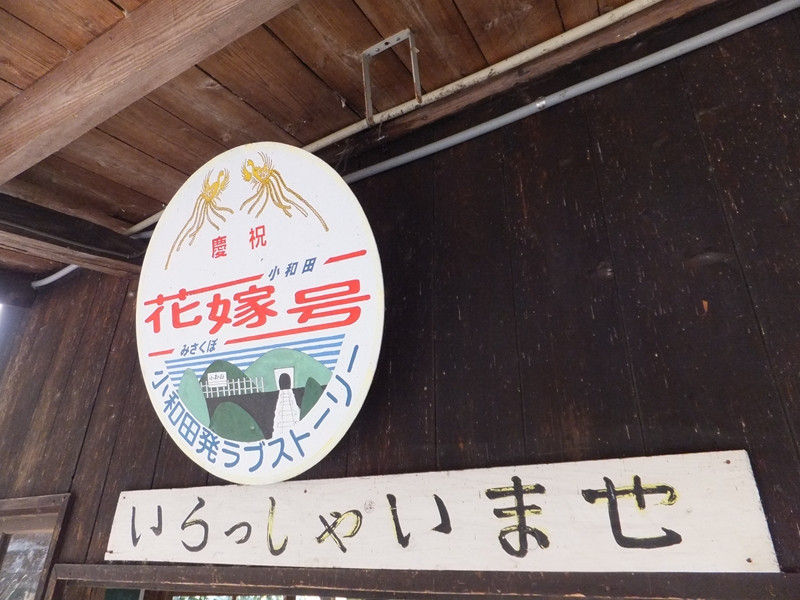 慶祝
小和田
花嫁号
みさくぼ
小和田
小和田発ラブストーリー
いらっしゃいませ